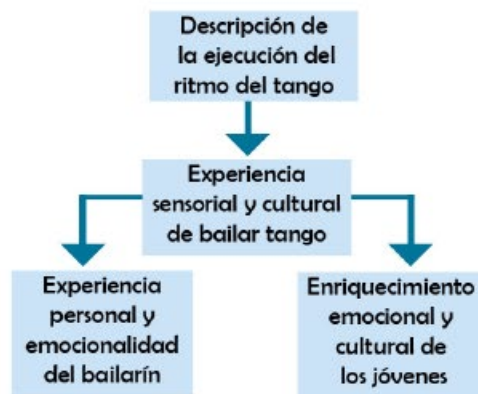 Descripción de
la ejecución del
ritmo del tango
Experiencia
sensorial y cultural
de bailar tango
Experiencia
personal y
emocionalidad
del bailarín
Enriquecimiento
emocional y
cultural de
los jóvenes